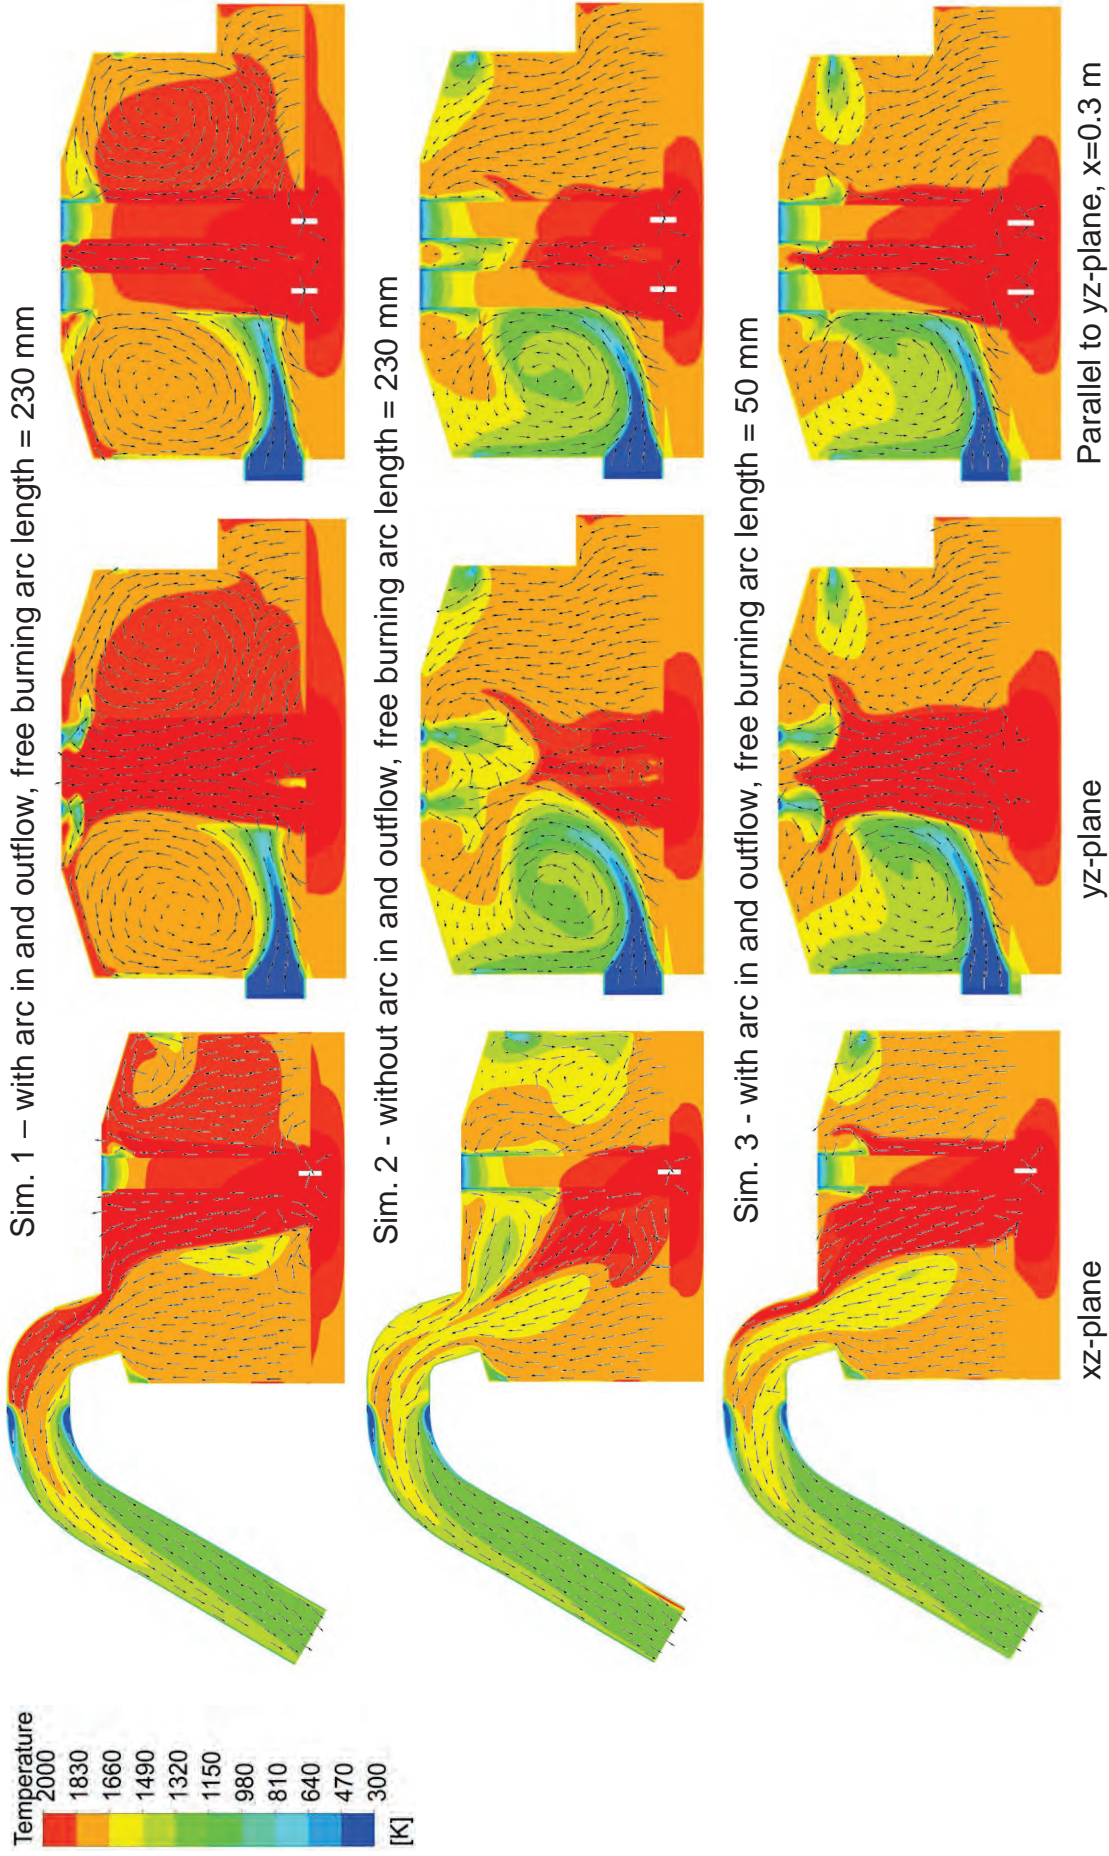 Temperature
2000
1830
1660
1490
1320
1150
980
810
640
470
300
[K]
Sim. 1 – with arc in and outflow, free burning arc length = 230 mm
Sim. 2 - without arc in and outflow, free burning arc length = 230 mm
Sim. 3 - with arc in and outflow, free burning arc length = 50 mm
xz-plane
yz-plane
Parallel to yz-plane, x=0.3 m